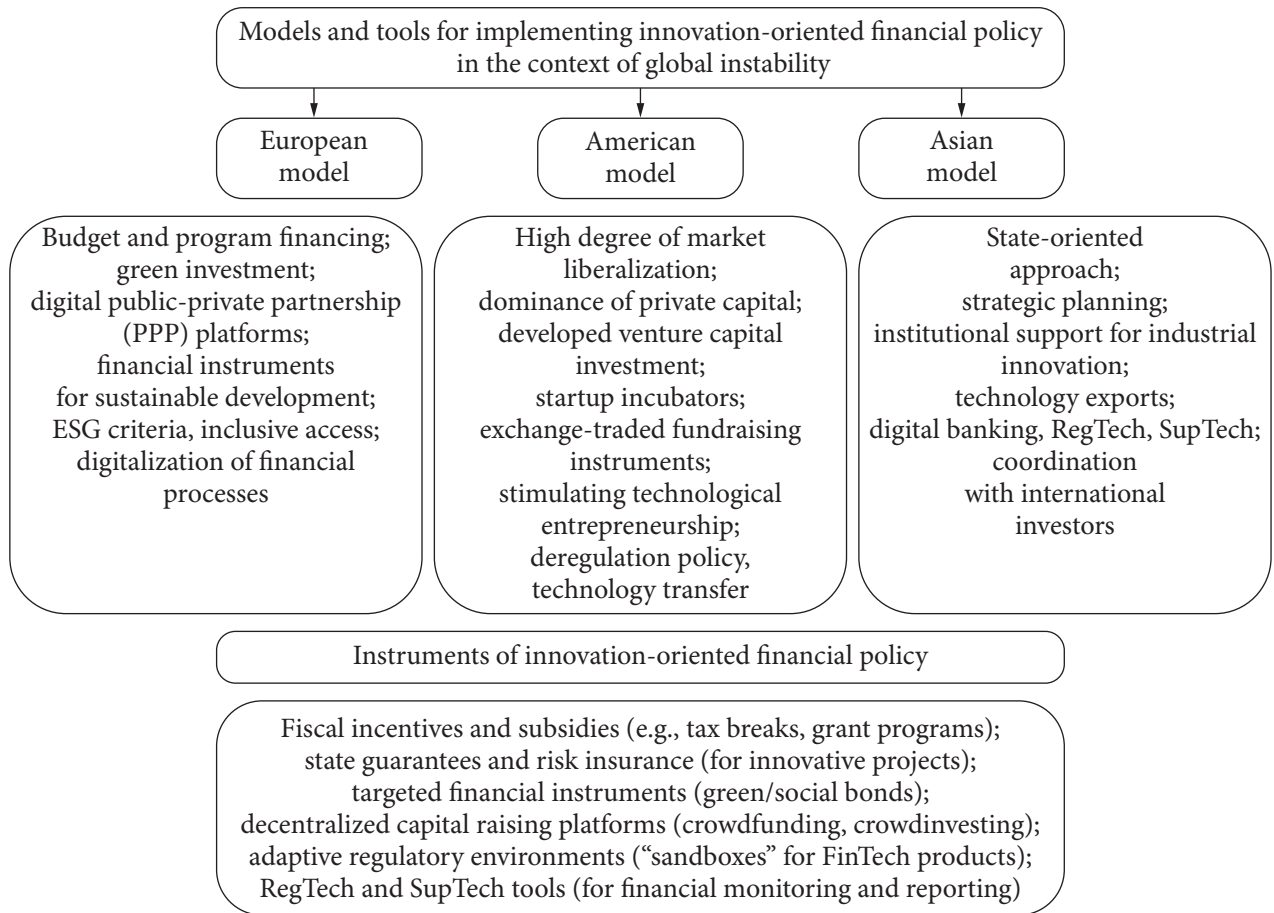 Models and tools for implementing innovation-oriented financial policy
in the context of global instability
European
model
American
model
Asian
model
Budget and program financing;
green investment;
digital public-private partnership
(PPP) platforms;
financial instruments
for sustainable development;
ESG criteria, inclusive access;
digitalization of financial
processes
High degree of market
liberalization;
dominance of private capital;
developed venture capital
investment;
startup incubators;
exchange-traded fundraising
instruments;
stimulating technological
entrepreneurship;
deregulation policy,
technology transfer
State-oriented
approach;
strategic planning;
institutional support for industrial
innovation;
technology exports;
digital banking, RegTech, SupTech;
coordination
with international
investors
Instruments of innovation-oriented financial policy
Fiscal incentives and subsidies (e.g., tax breaks, grant programs);
state guarantees and risk insurance (for innovative projects);
targeted financial instruments (green/social bonds);
decentralized capital raising platforms (crowdfunding, crowdinvesting);
adaptive regulatory environments (“sandboxes” for FinTech products);
RegTech and SupTech tools (for financial monitoring and reporting)